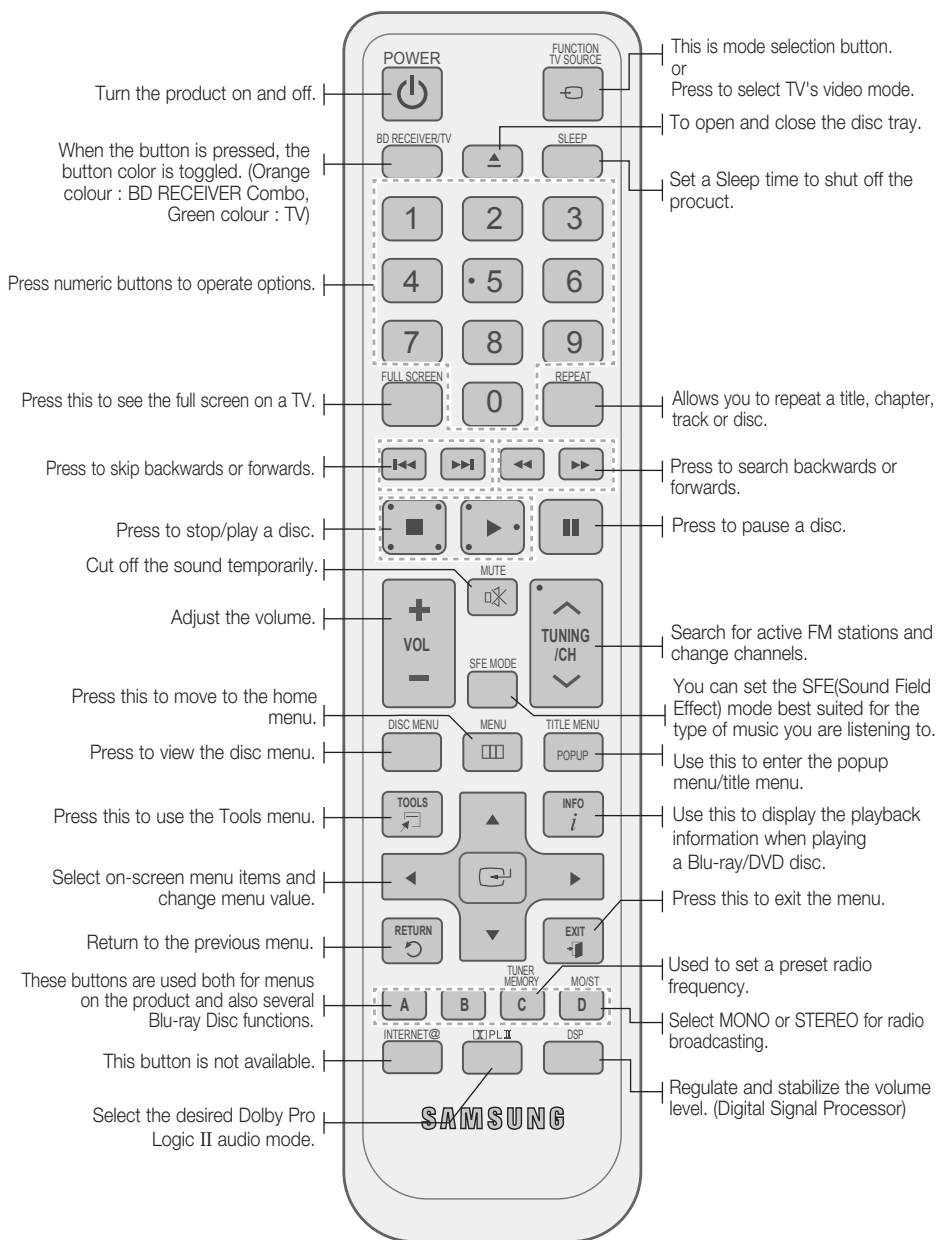 POWER
FUNCTION
TV SOURCE
This is mode selection button.
or
Press to select TV's video mode.
Turn the product on and off.
To open and close the disc tray.
BD RECEIVER/TV
SLEEP
When the button is pressed, the
button color is toggled. (Orange
colour : BD RECEIVER Combo,
Green colour : TV)
Set a Sleep time to shut off the
procuct.
1 2 3
Press numeric buttons to operate options.
4 5 6
7 8 9
FULL SCREEN
REPEAT
0
Press this to see the full screen on a TV.
Allows you to repeat a title, chapter,
track or disc.
Press to skip backwards or forwards.
Press to search backwards or
forwards.
Press to stop/play a disc.
Press to pause a disc.
Cut off the sound temporarily.
MUTE
Adjust the volume.
VOL
TUNING
/CH
Search for active FM stations and
change channels.
SFE MODE
You can set the SFE(Sound Field
Effect) mode best suited for the
type of music you are listening to.
Press this to move to the home
menu.
DISC MENU
MENU
TITLE MENU
POPUP
Press to view the disc menu.
Use this to enter the popup
menu/title menu.
TOOLS
INFO
i
Press this to use the Tools menu.
Use this to display the playback
information when playing
a Blu-ray/DVD disc.
Select on-screen menu items and
change menu value.
Press this to exit the menu.
RETURN
EXIT
Return to the previous menu.
TUNER
MEMORY
MO/ST
Used to set a preset radio
frequency.
These buttons are used both for menus
on the product and also several
Blu-ray Disc functions.
A B C D
Select MONO or STEREO for radio
broadcasting.
INTERNET@
PL II
DSP
This button is not available.
Regulate and stabilize the volume
level. (Digital Signal Processor)
Select the desired Dolby Pro
Logic II audio mode.
SAMSUNG